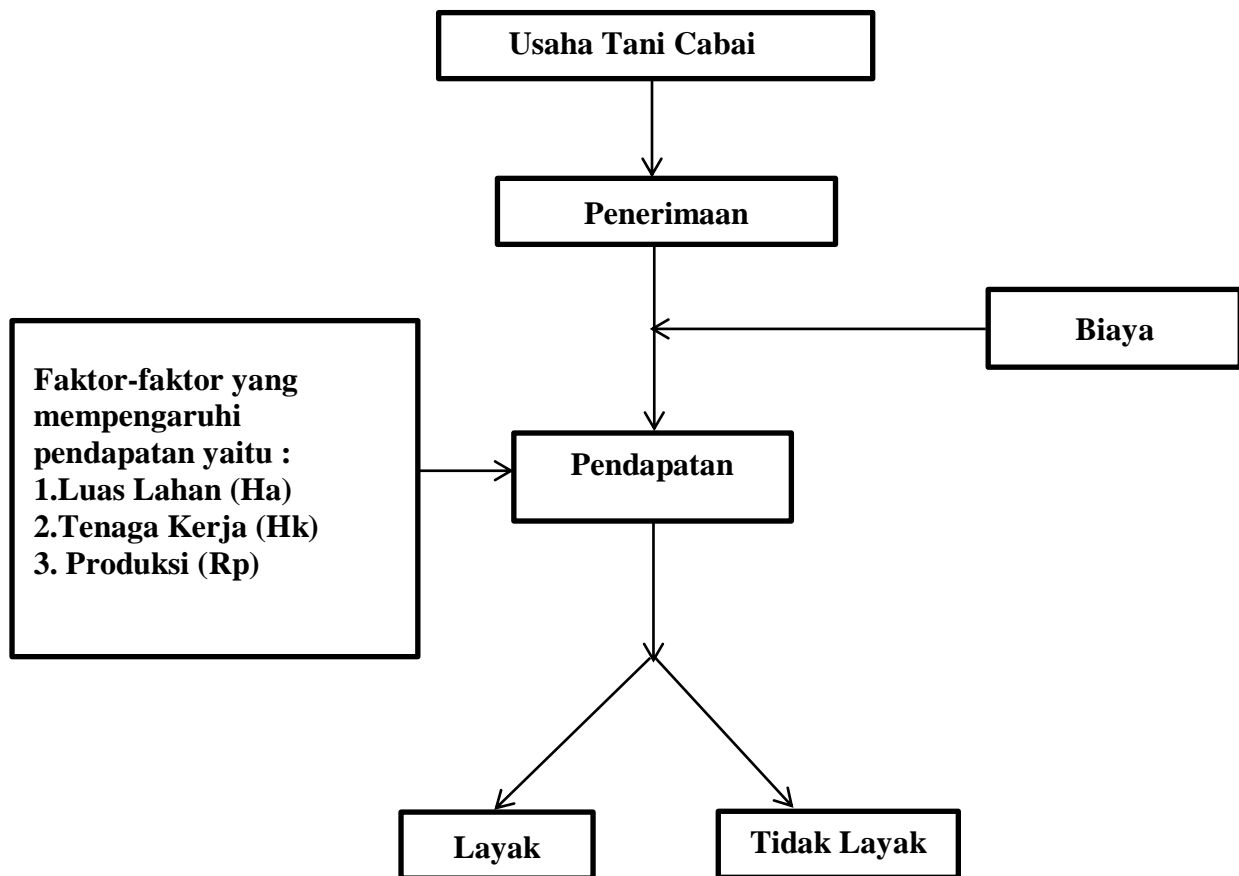 Usaha Tani Cabai
Penerimaan
Biaya
Faktor-faktor yang
mempengaruhi
pendapatan yaitu :
1.Luas Lahan (Ha)
2.Tenaga Kerja (Hk)
3. Produksi (Rp)
Pendapatan
Layak
Tidak Layak